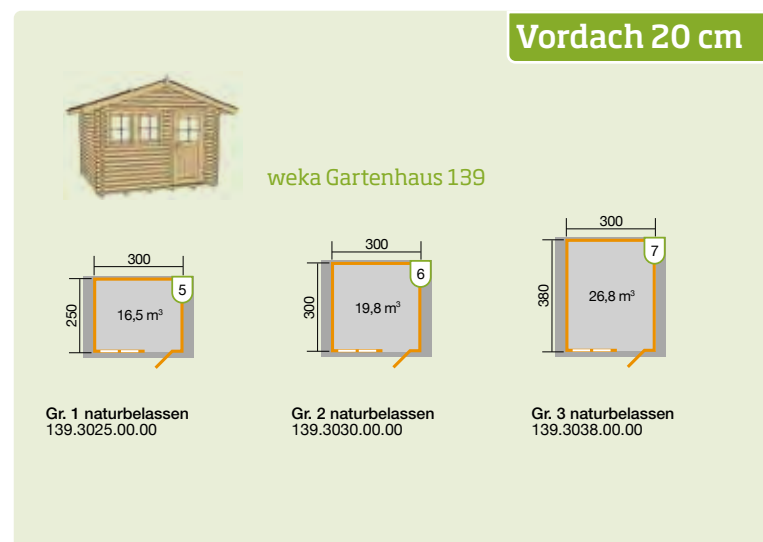 Vordach 20 cm
weka Gartenhaus 139
300
5
250
16,5 m³
300
6
300
19,8 m³
300
7
380
26,8 m³
Gr. 1 naturbelassen
139.3025.00.00
Gr. 2 naturbelassen
139.3030.00.00
Gr. 3 naturbelassen
139.3038.00.00